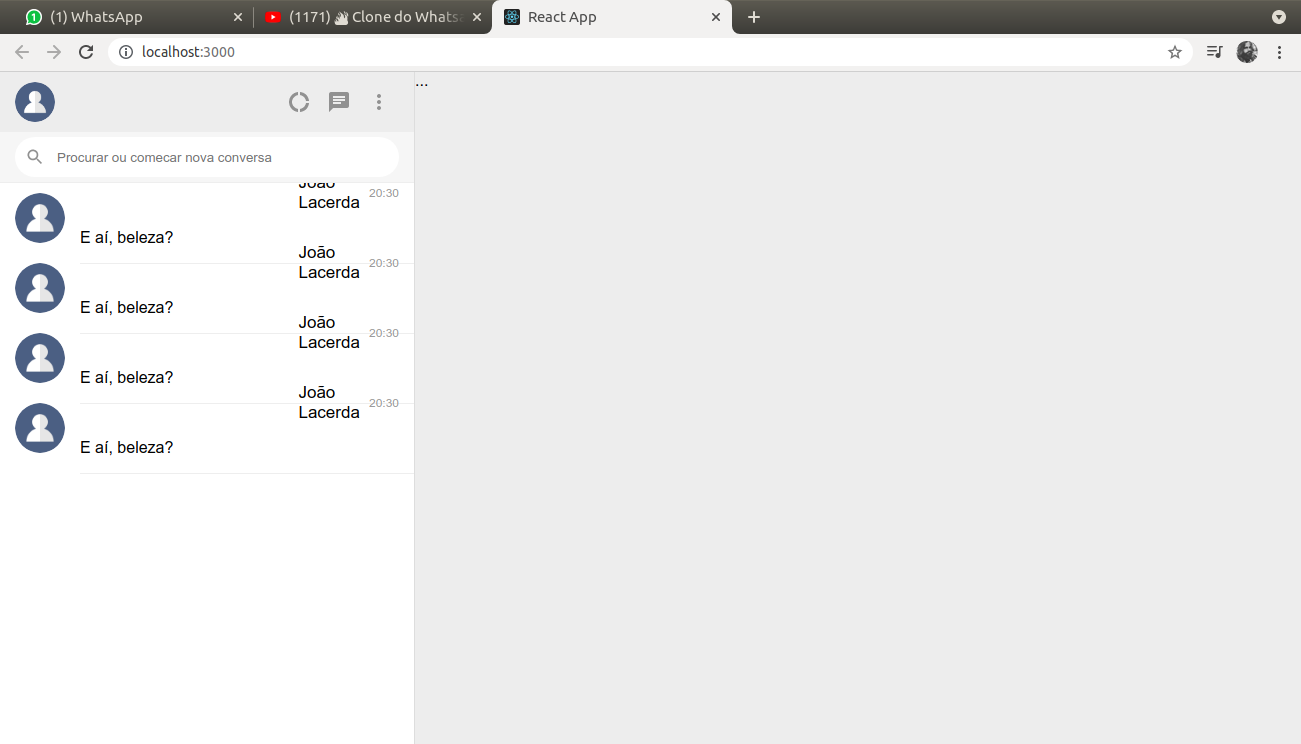 (1) WhatsApp
(1171) 👋🏻 Clone do Whatsa
React App
localhost:3000
...
Procurar ou comecar nova conversa
João
Lacerda
20:30
E aí, beleza?
João
Lacerda
20:30
E aí, beleza?
João
Lacerda
20:30
E aí, beleza?
João
Lacerda
20:30
E aí, beleza?